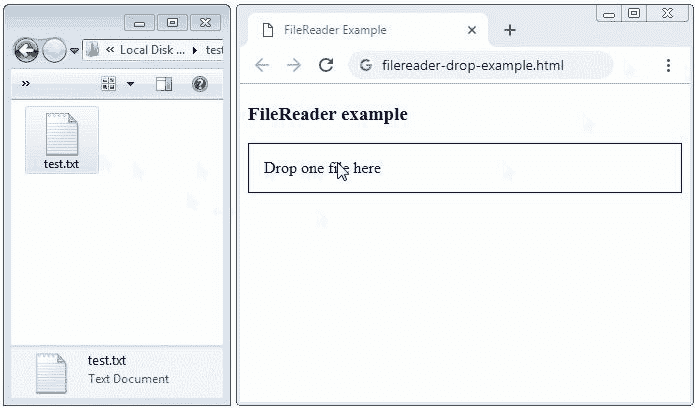 « Local Disk ... ▸ test
»
test.txt
test.txt
Text Document
FileReader Example
filereader-drop-example.html
FileReader example
Drop one file here